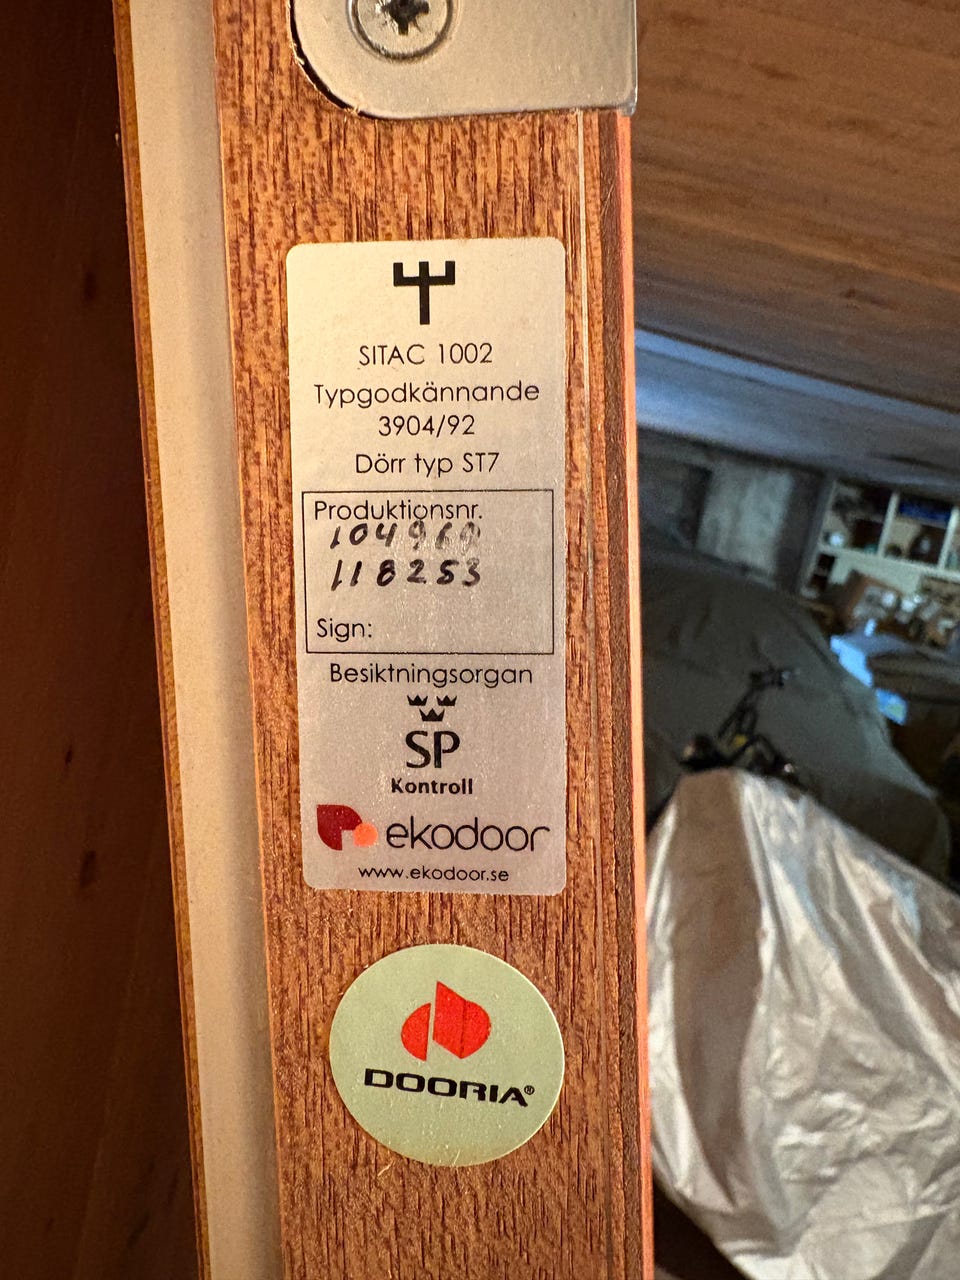 SITAC 1002
Typgodkännande
3904/92
Dörr typ ST7
Produktionsnr.
118253
Sign:
Besiktningsorgan
SP
Kontroll
ekodoor
www.ekodoor.se
DOORIA®